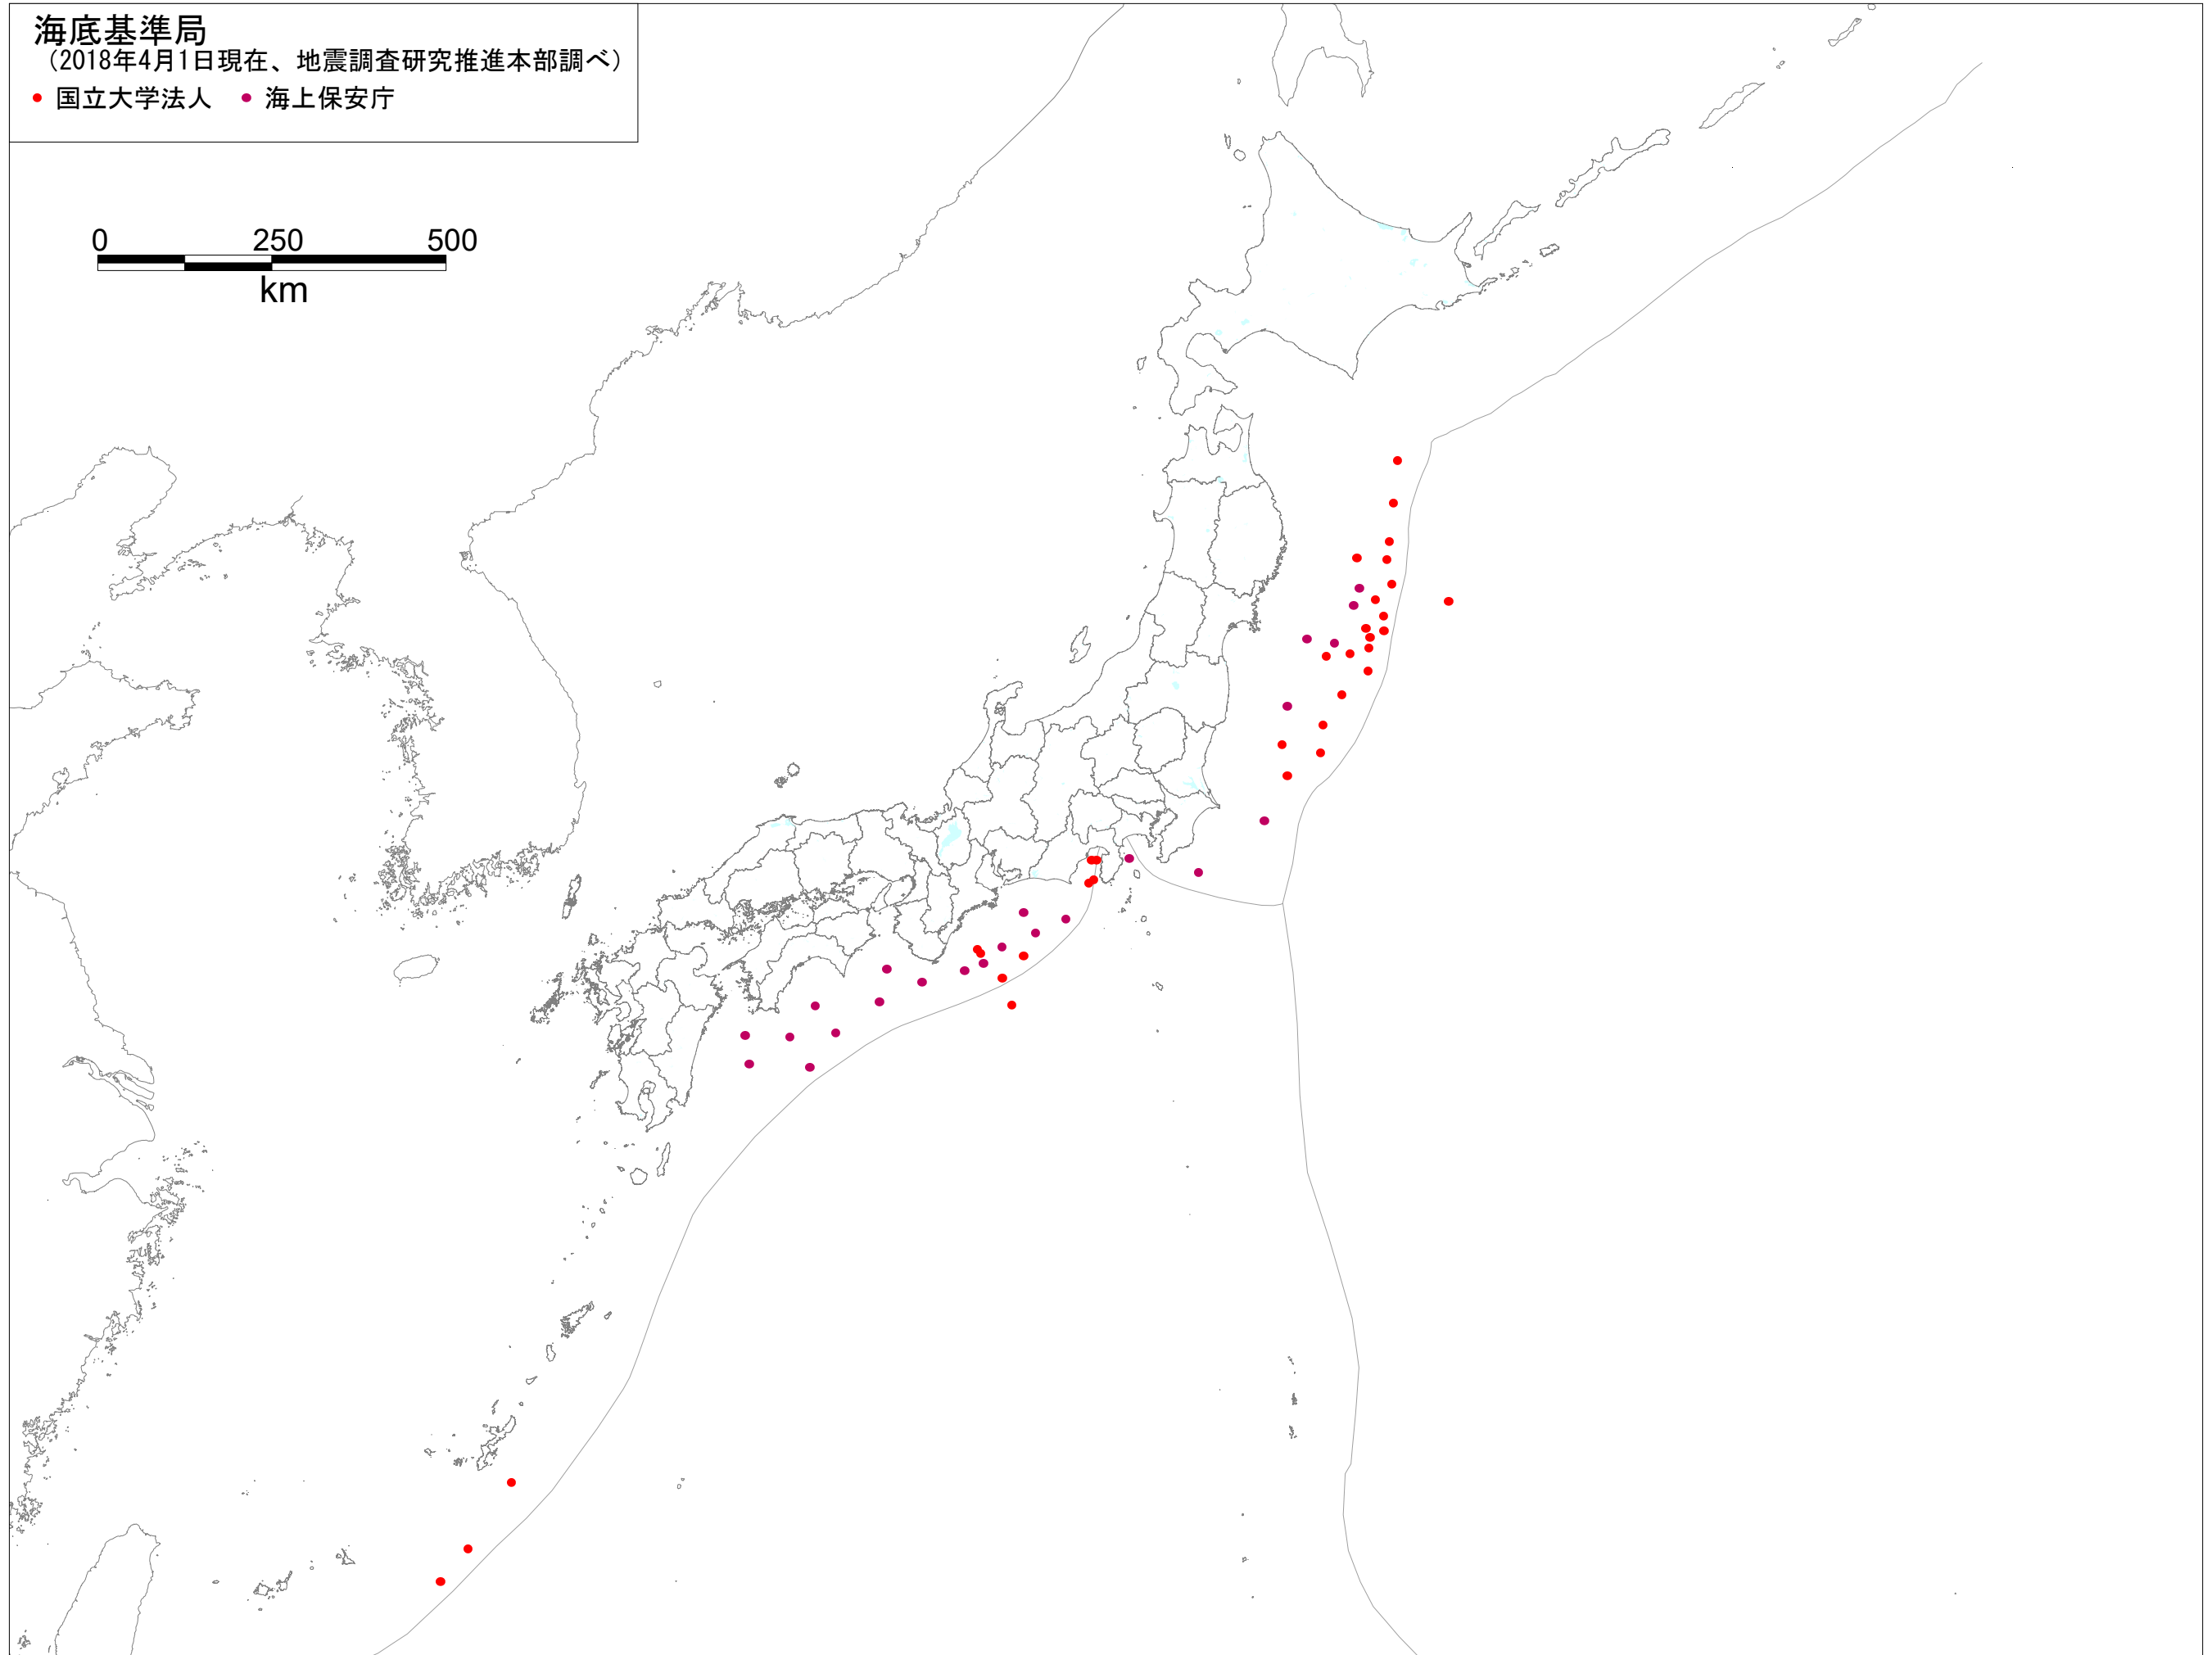 海底基準局
（2018年4月1日現在、地震調査研究推進本部調べ）
国立大学法人 海上保安庁
0 250 500
km